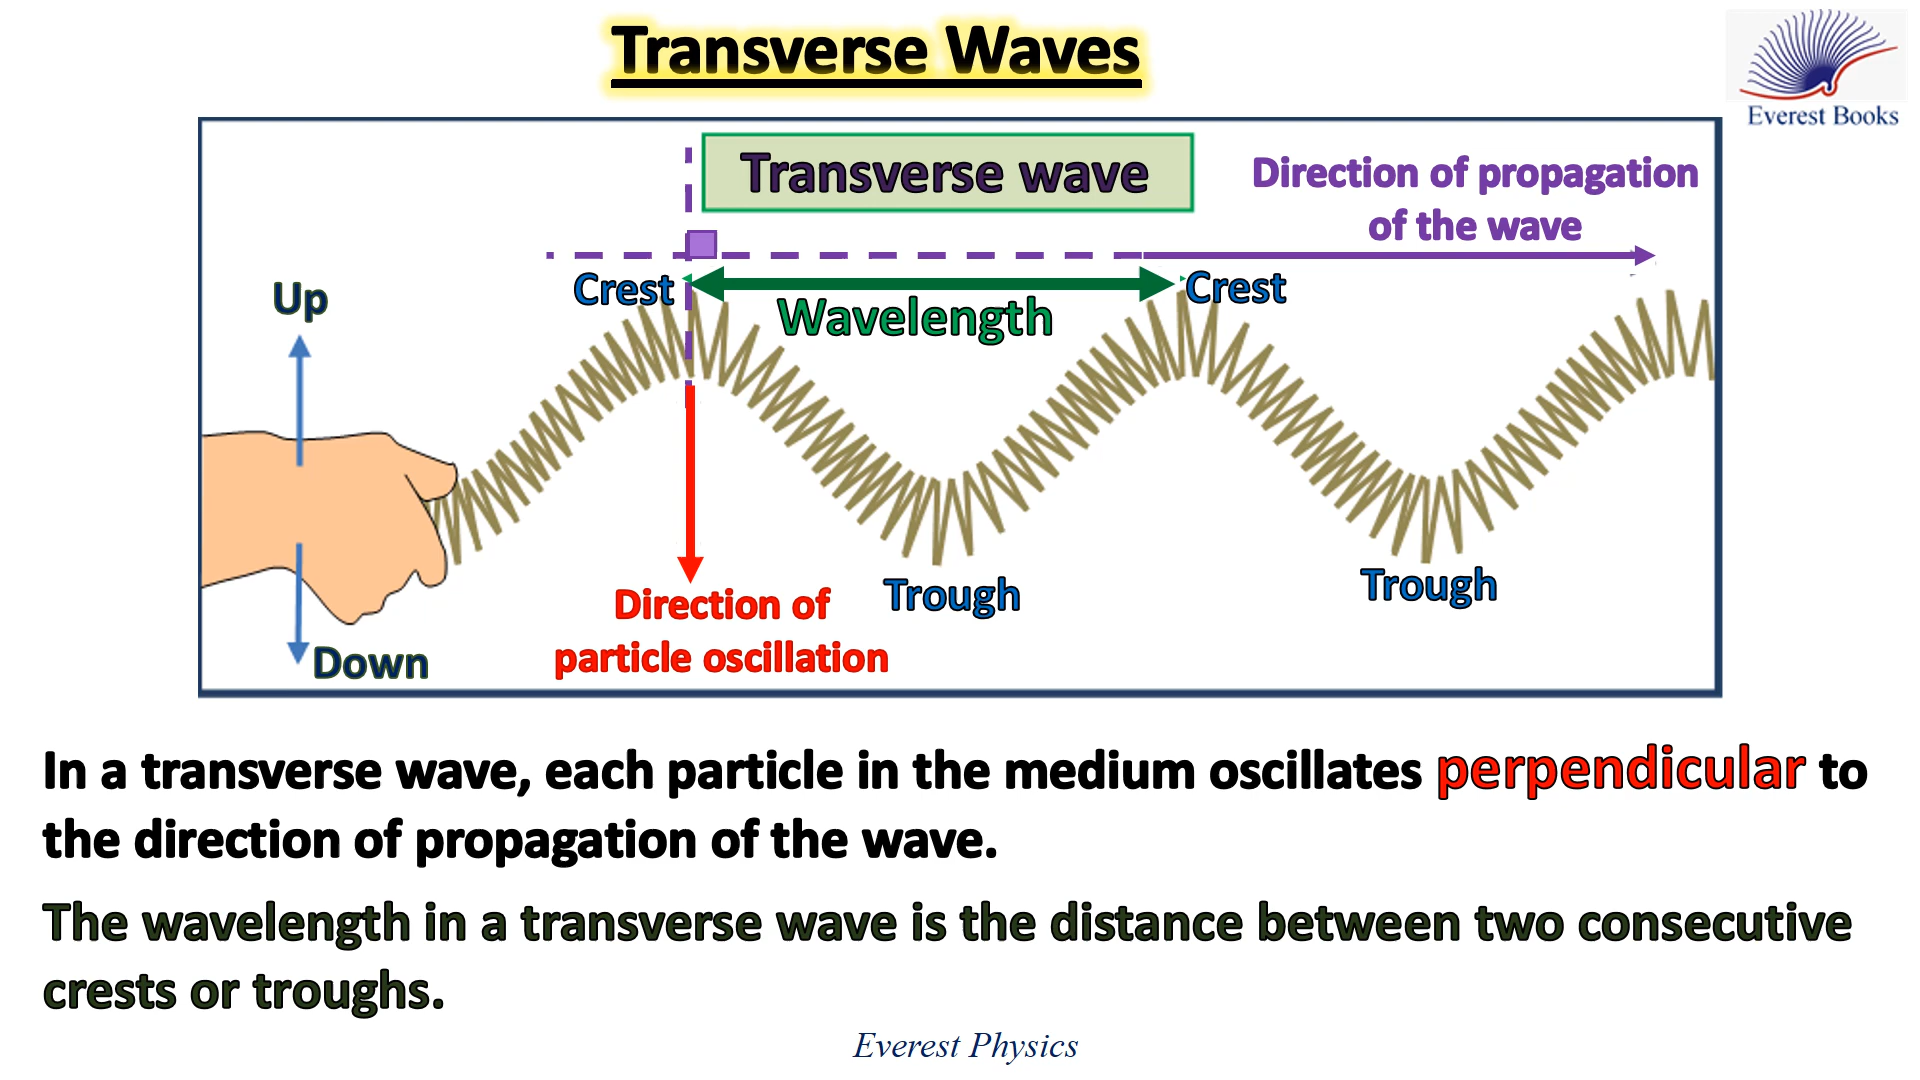 Transverse Waves
Everest Books
Transverse wave
Direction of propagation
of the wave
Crest
Crest
Up
Wavelength
Trough
Trough
Direction of
particle oscillation
Down
In a transverse wave, each particle in the medium oscillates perpendicular to
the direction of propagation of the wave.
The wavelength in a transverse wave is the distance between two consecutive
crests or troughs.
Everest Physics